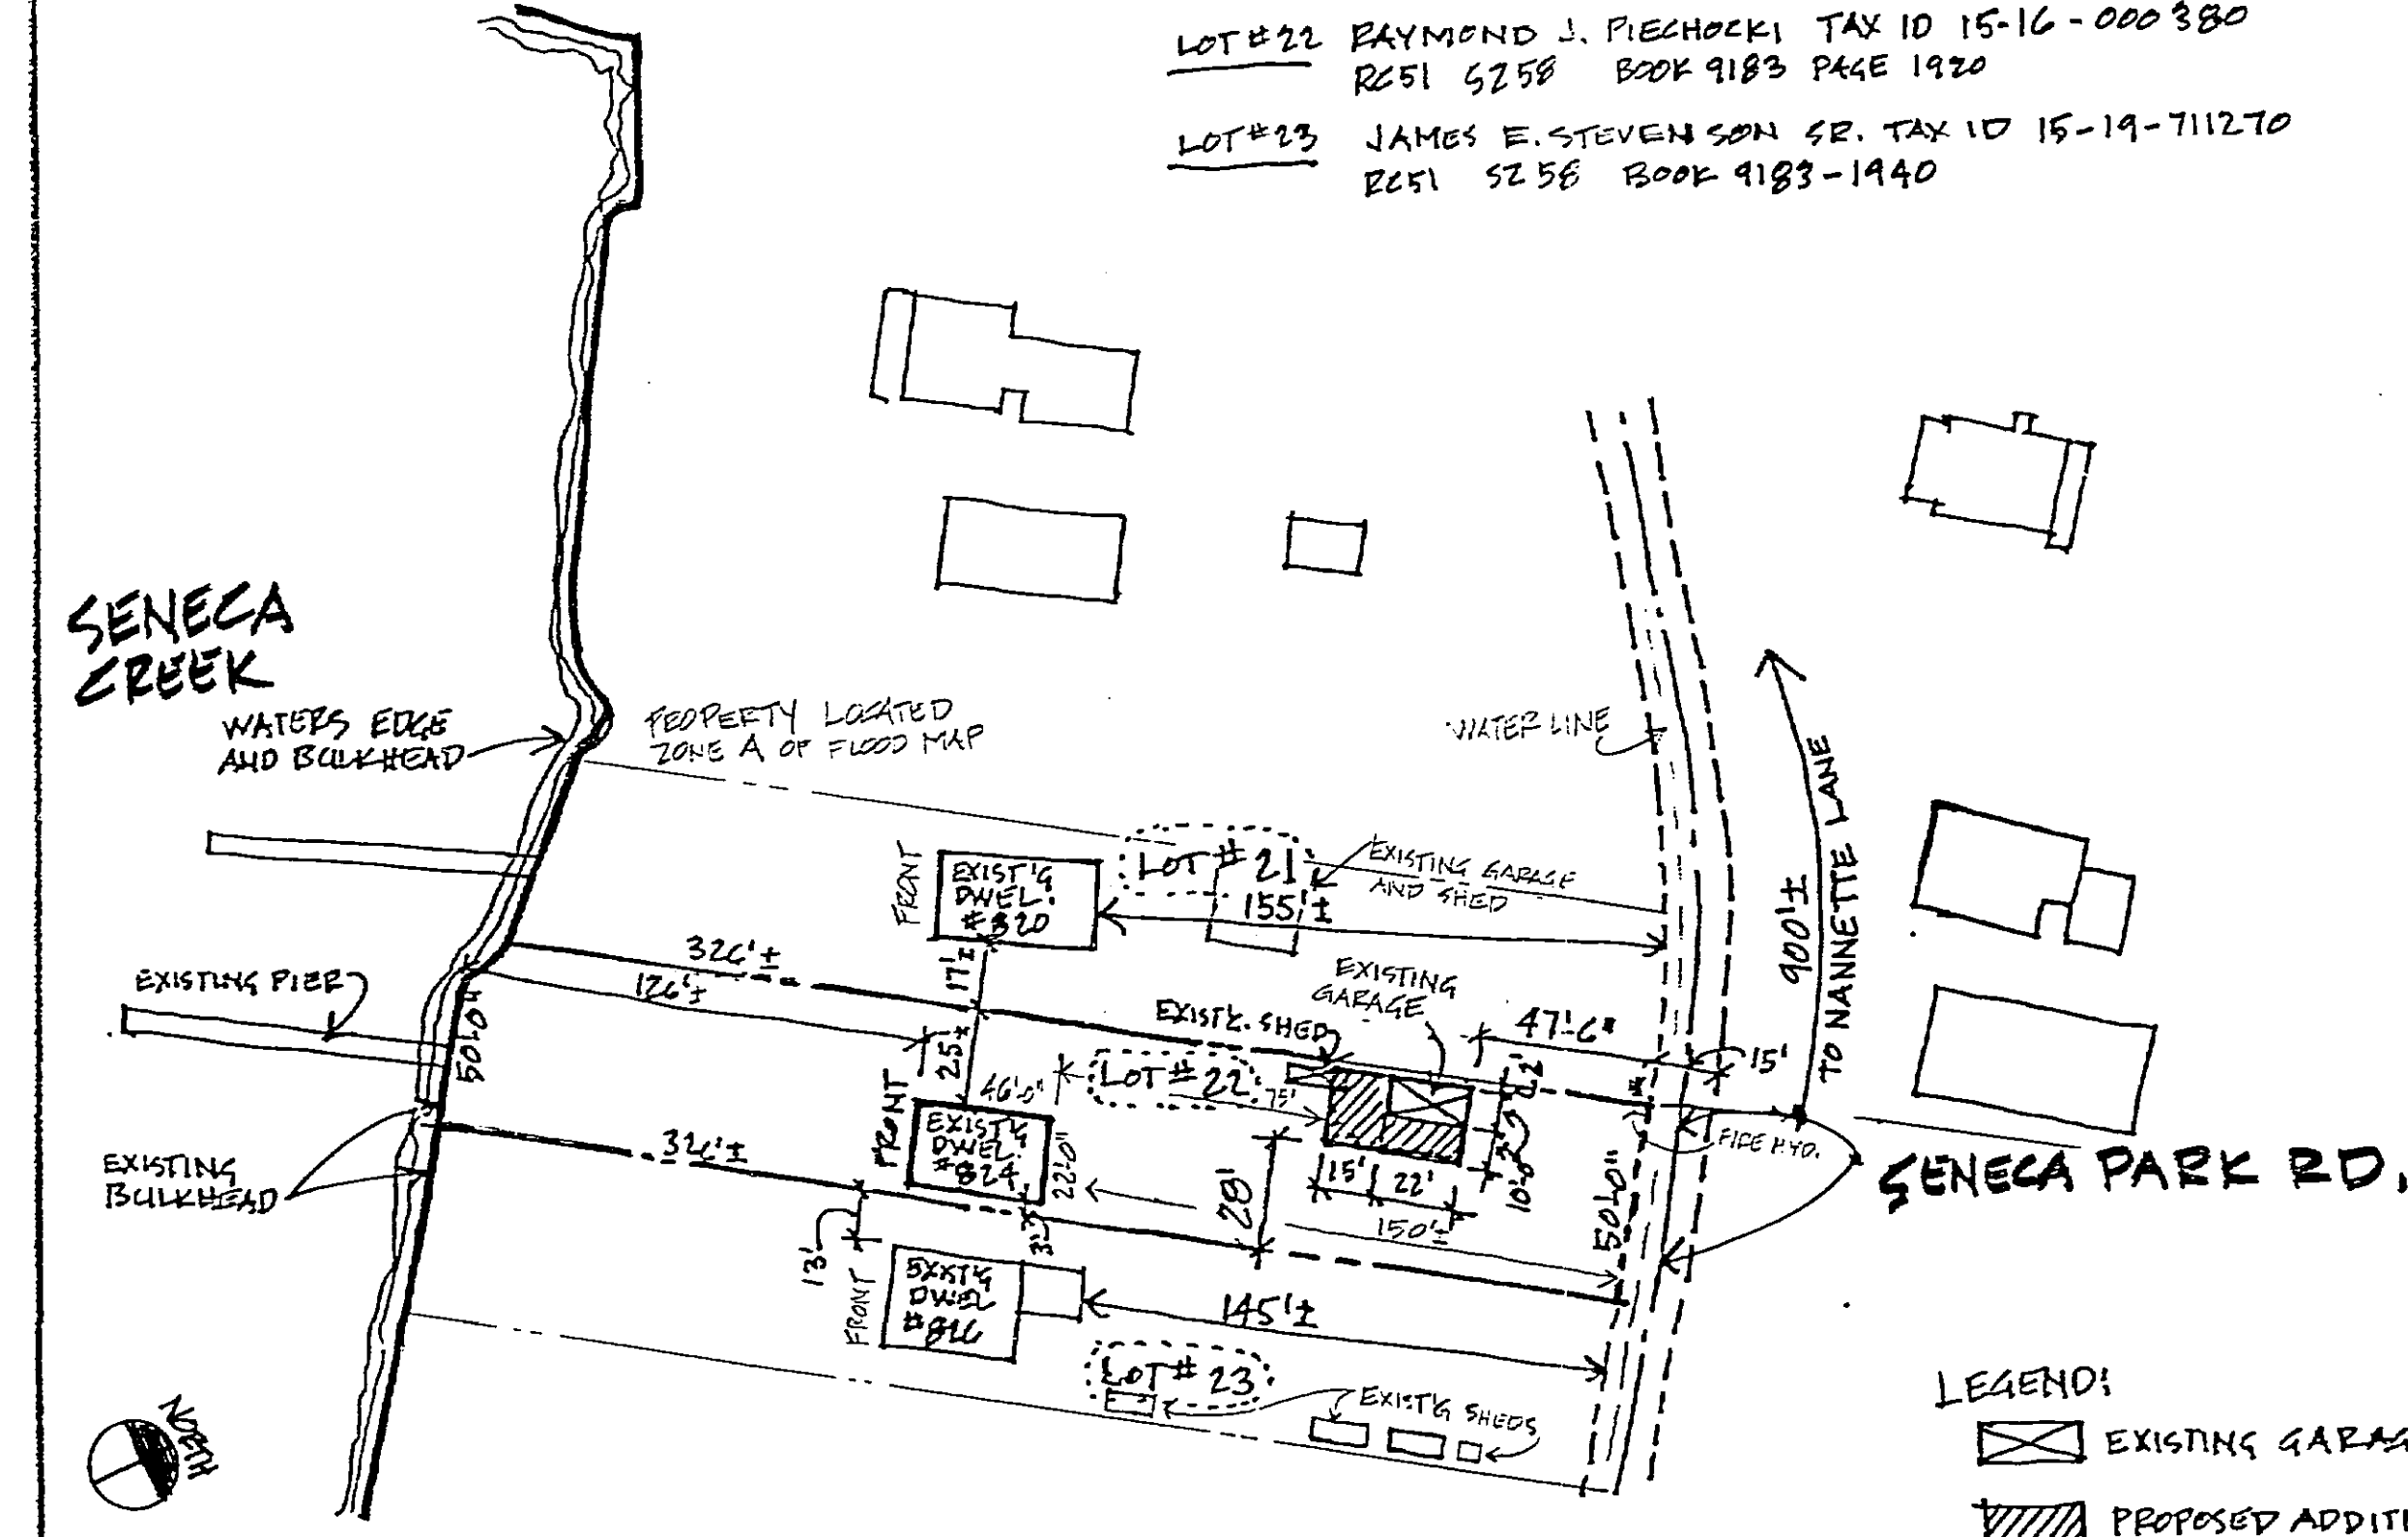 LOT #22 RAYMOND J. PIECHOCKI TAX ID 15-16-000380
RC51 5258 BOOK 9183 PAGE 1920
LOT #23 JAMES E. STEVENSON SR. TAX ID 15-19-711270
RC51 5258 BOOK 9183-1940
SENECA
CREEK
WATERS EDGE
AND BULKHEAD
PROPERTY LOCATED
ZONE A OF FLOOD MAP
WATER LINE
900'±
TO NANNETTE LANE
FRONT
EXIST'G
DWEL.
#820
LOT # 21
EXISTING GARAGE
AND SHED
155'±
326'±
126'±
17'±
EXISTING PIER
50'-0"
EXISTING
GARAGE
EXIST'G. SHED
47'-6"
15'
25'±
46'-0"
LOT # 22
75'
FRONT
EXIST'G
DWEL.
#824
22'-0"
326'±
EXISTING
BULKHEAD
15'
22'
10'-0"
28'
150'±
50'-0"
FIRE HYD.
SENECA PARK RD.
13'
3'
FRONT
EXIST'G
DWEL
#826
145'±
LOT # 23
EXIST'G SHEDS
NORTH
LEGEND:
EXISTING GARAG
PROPOSED ADDIT